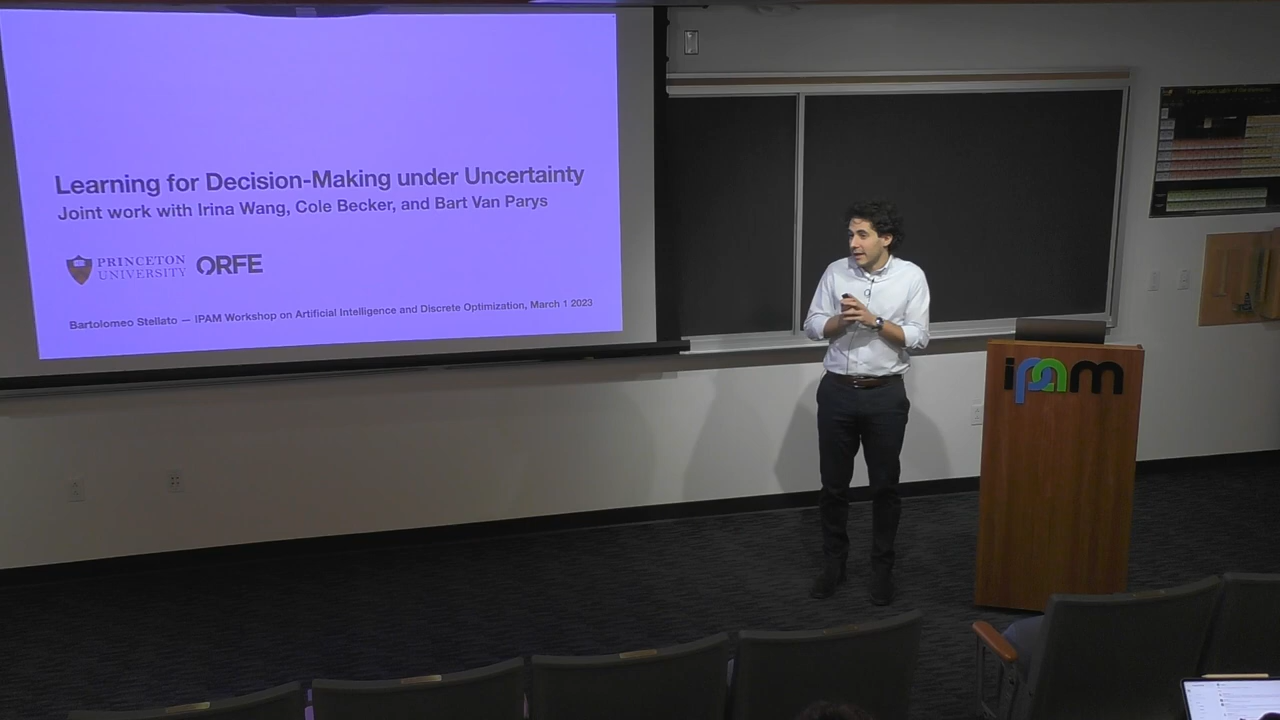 Learning for Decision-Making under Uncertainty
Joint work with Irina Wang, Cole Becker, and Bart Van Parys
PRINCETON
UNIVERSITY
ORFE
Bartolomeo Stellato — IPAM Workshop on Artificial Intelligence and Discrete Optimization, March 1 2023
ipam